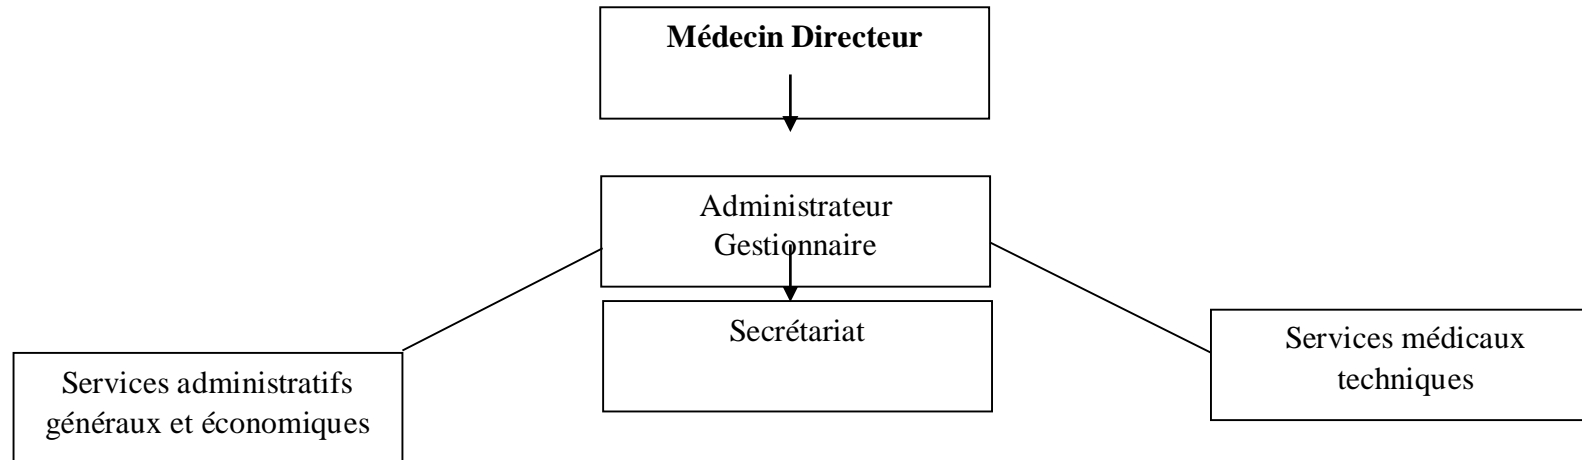 Médecin Directeur
Administrateur
Gestionnaire
Secrétariat
Services médicaux
techniques
Services administratifs
généraux et économiques